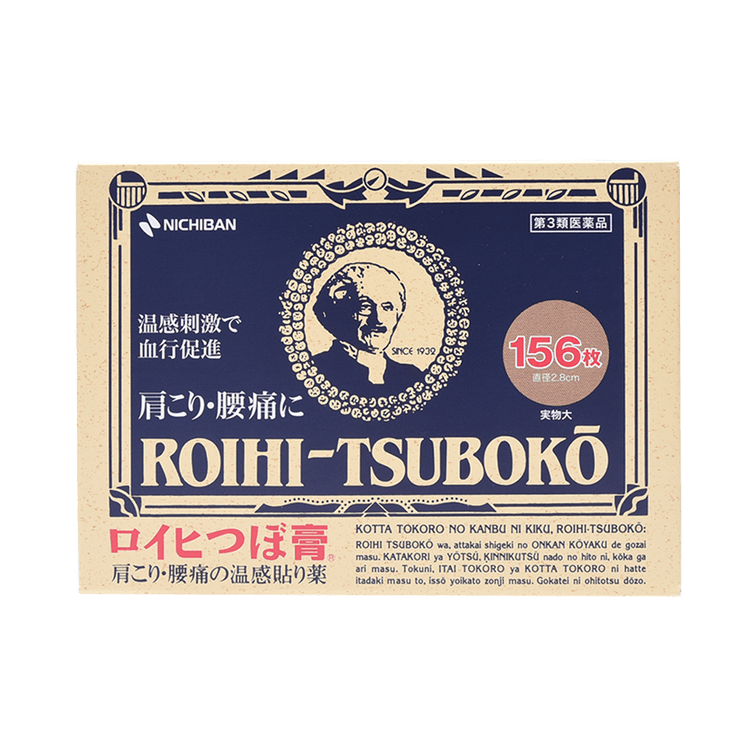 NICHIBAN
第3類医薬品
温感刺激で
血行促進
SINCE 1932
156枚
直径2.8cm
実物大
肩こり・腰痛に
ROIHI-TSUBOKŌ
ロイヒつぼ膏®
肩こり・腰痛の温感貼り薬
KOTTA TOKORO NO KANBU NI KIKU, ROIHI-TSUBOKŌ:
ROIHI TSUBOKŌ wa, attakai shigeki no ONKAN KŌYAKU de gozai
masu. KATAKORI ya YŌTSŪ, KINNIKUTSŪ nado no hito ni, kōka ga
ari masu. Tokuni, ITAI TOKORO ya KOTTA TOKORO ni hatte
itadaki masu to, issō yoikato zonji masu. Gokatei ni ohitotsu dōzo.